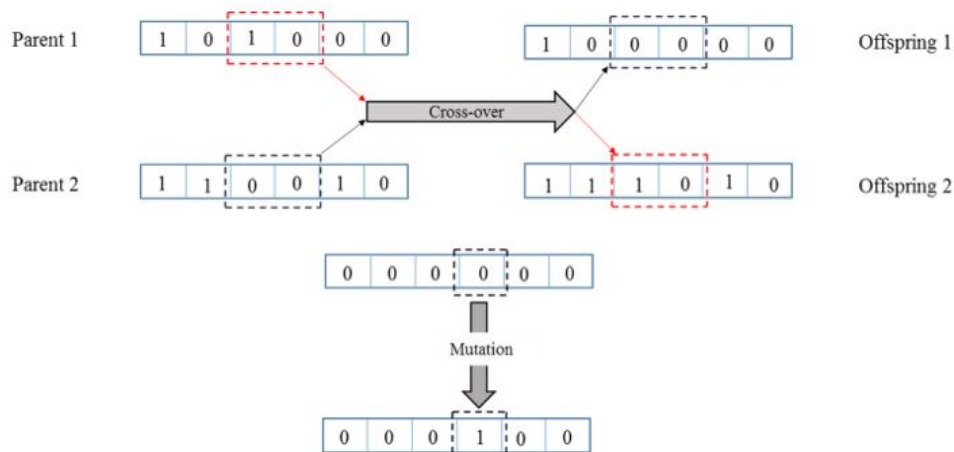 Parent 1 1 0 1 0 0 0 1 0 0 0 0 0 Offspring 1
Cross-over
Parent 2 1 1 0 0 1 0 1 1 1 0 1 0 Offspring 2
0 0 0 0 0 0
Mutation
0 0 0 1 0 0